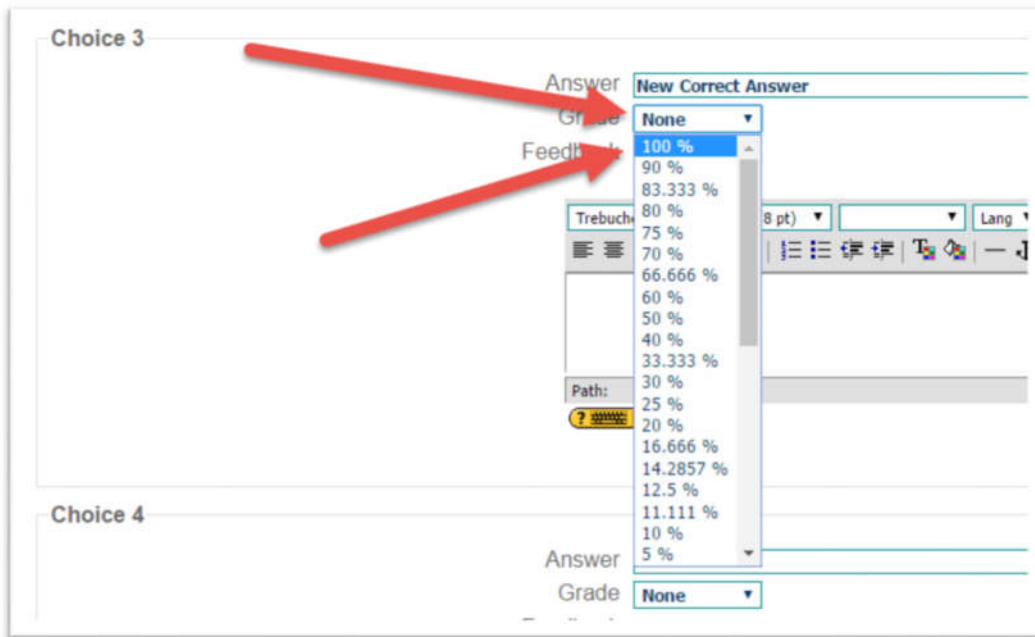 Choice 3
Answer New Correct Answer
Grade None
Feedback 100 %
90 %
83.333 %
80 %
75 %
70 %
66.666 %
60 %
50 %
40 %
33.333 %
30 %
25 %
20 %
16.666 %
14.2857 %
12.5 %
11.111 %
10 %
5 %
8 pt) Lang
Path:
?
Choice 4
Answer
Grade None